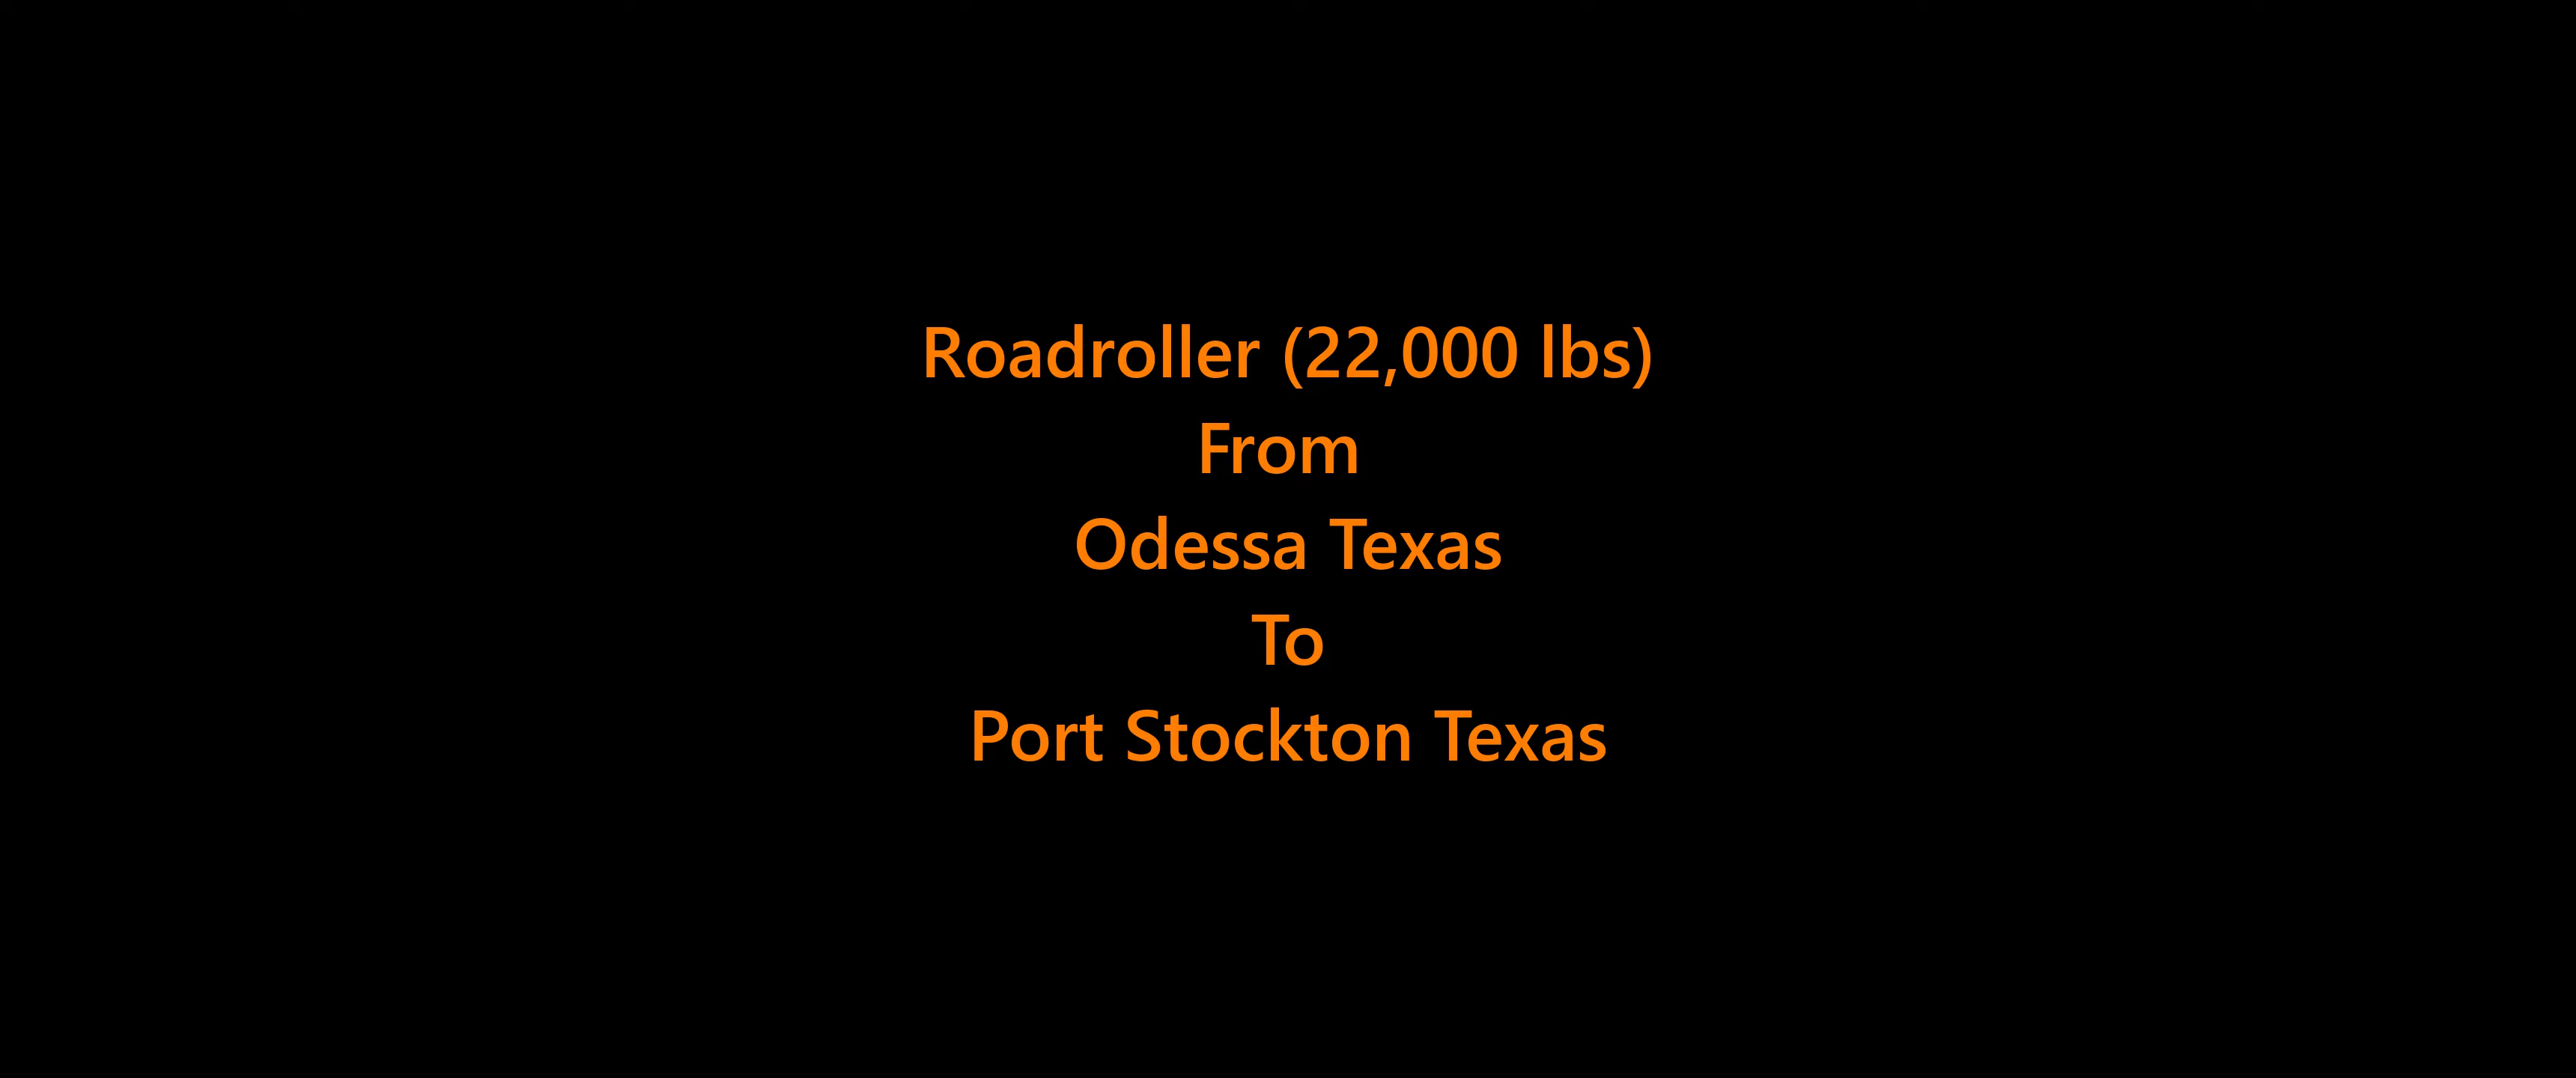 Roadroller (22,000 lbs)
From
Odessa Texas
To
Port Stockton Texas